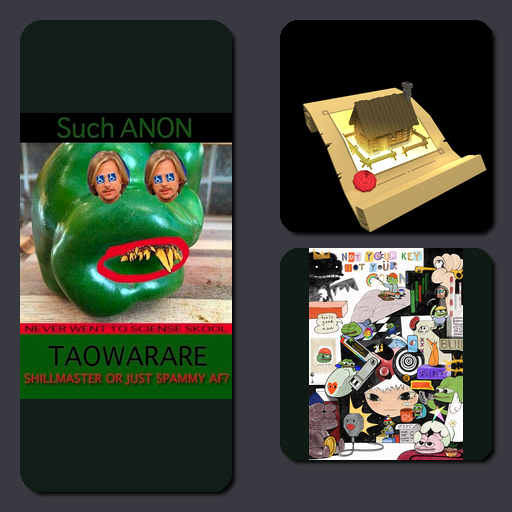 Such ANON
NEVER WENT TO SCIENSE SKOOL
TAOWARARE
SHILLMASTER OR JUST SPAMMY AF?
NOT YOUR KEY
NOT YOUR